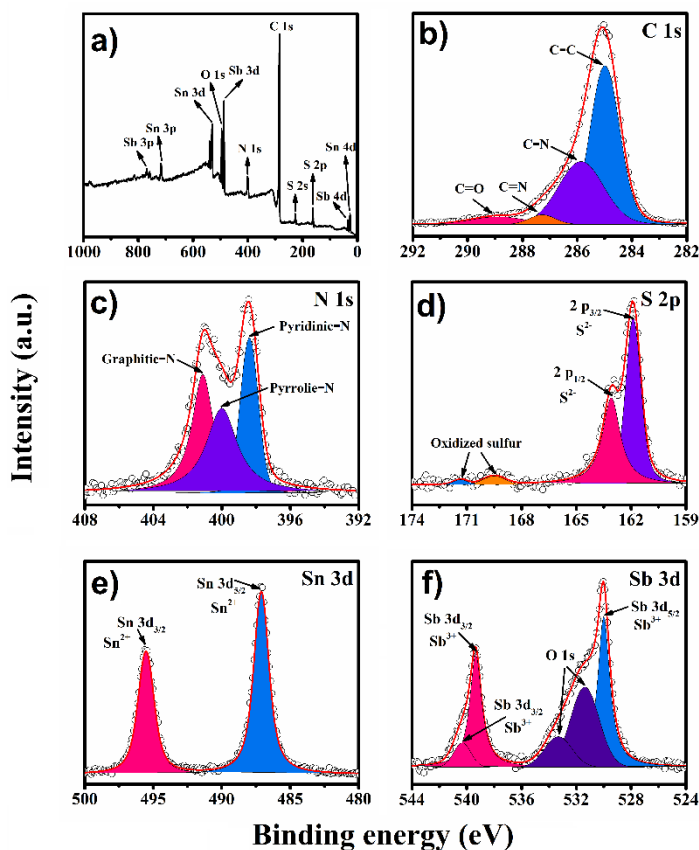 a)
C 1s
O 1s
Sb 3d
Sn 3d
Sn 3p
Sb 3p
N 1s
Sn 4d
S 2p
S 2s
Sb 4d
1000 800 600 400 200 0
b)
C 1s
C−C
C−N
C=O
C=N
292 290 288 286 284 282
c)
N 1s
Pyridinic−N
Graphitic−N
Pyrrolic−N
408 404 400 396 392
d)
S 2p
2 p3/2
S2-
2 p1/2
S2-
Oxidized sulfur
174 171 168 165 162 159
e)
Sn 3d
Sn 3d5/2
Sn2+
Sn 3d3/2
Sn2+
500 495 490 485 480
f)
Sb 3d
Sb 3d5/2
Sb3+
Sb 3d3/2
Sb3+
O 1s
Sb 3d3/2
Sb3+
544 540 536 532 528 524
Intensity (a.u.)
Binding energy (eV)